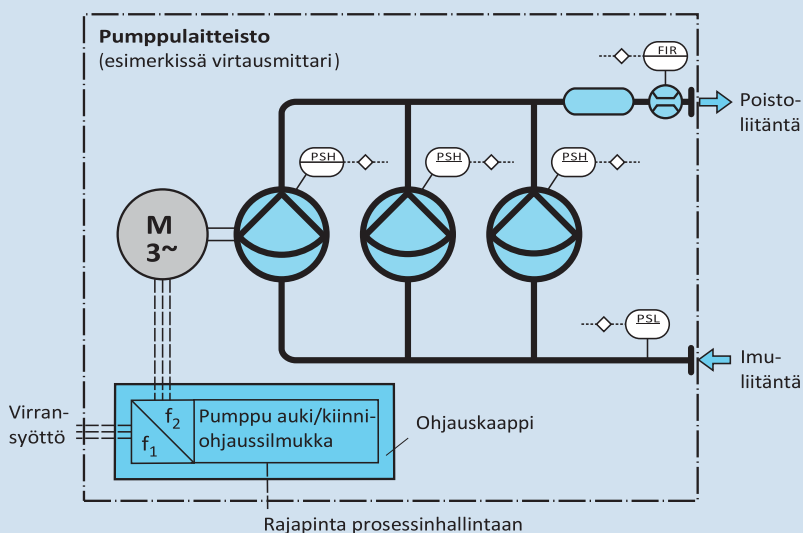 Pumppulaitteisto
(esimerkissä virtausmittari)
FIR
Poisto-
liitäntä
PSH
PSH
PSH
M
3~
PSL
Imu-
liitäntä
Virran-
syöttö
f1
f2
Pumppu auki/kiinni-
ohjaussilmukka
Ohjauskaappi
Rajapinta prosessinhallintaan